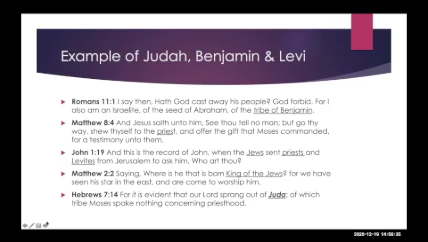 Example of Judah, Benjamin & Levi
Romans 11:1 I say then, Hath God cast away his people? God forbid. For I
also am an Israelite, of the seed of Abraham, of the tribe of Benjamin.
Matthew 8:4 And Jesus saith unto him, See thou tell no man; but go thy
way, shew thyself to the priest, and offer the gift that Moses commanded,
for a testimony unto them.
John 1:19 And this is the record of John, when the Jews sent priests and
Levites from Jerusalem to ask him, Who art thou?
Matthew 2:2 Saying, Where is he that is born King of the Jews? for we have
seen his star in the east, and are come to worship him.
Hebrews 7:14 For it is evident that our Lord sprang out of Juda; of which
tribe Moses spake nothing concerning priesthood.
2020-12-19 14:55:35